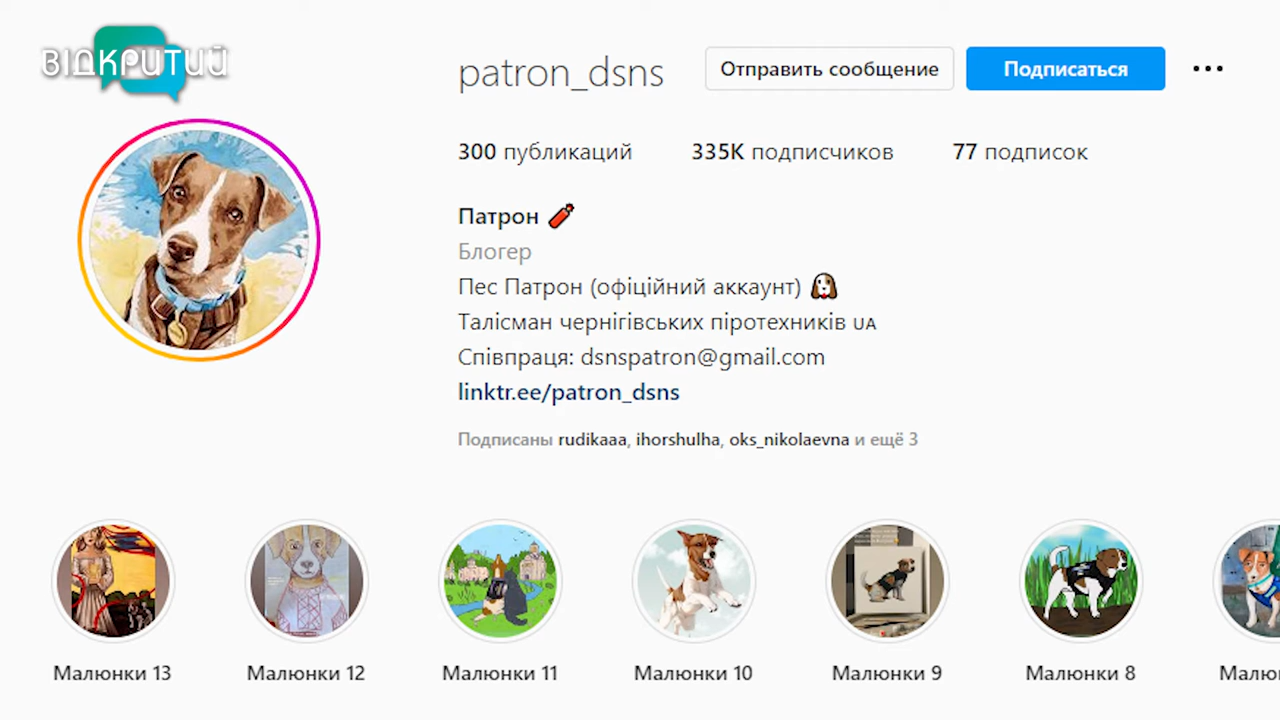 ВІДКРИТИЙ
patron_dsns
Отправить сообщение
Подписаться
300 публикаций
335K подписчиков
77 подписок
Патрон
Блогер
Пес Патрон (офіційний аккаунт)
Талісман чернігівських піротехніків UA
Співпраця: dsnspatron@gmail.com
linktr.ee/patron_dsns
Подписаны rudikaaa, ihorshulha, oks_nikolaevna и ещё 3
Малюнки 13
Малюнки 12
Малюнки 11
Малюнки 10
Малюнки 9
Малюнки 8